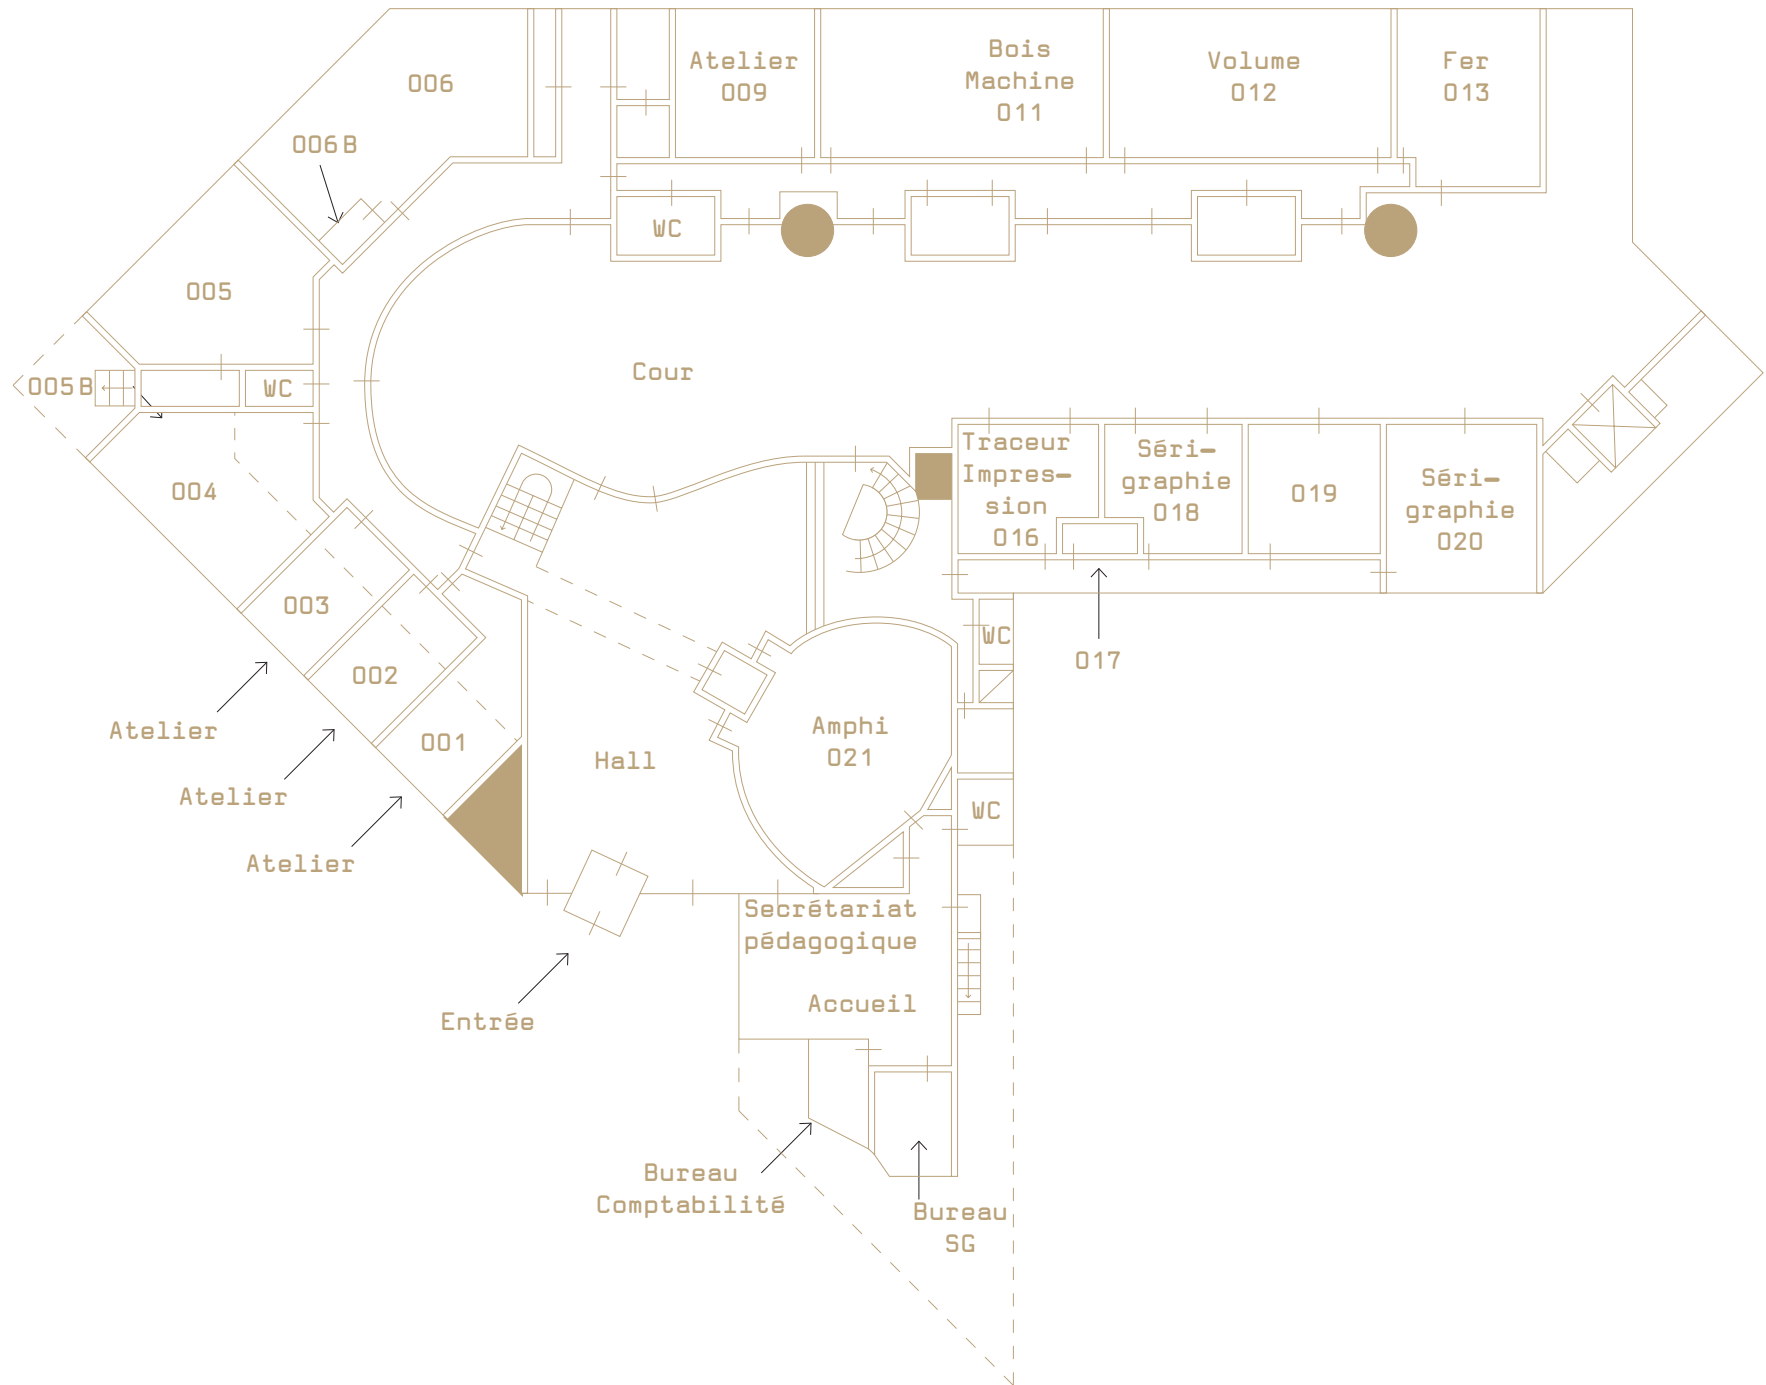 Atelier
009
Bois
Machine
011
Volume
012
Fer
013
006
006B
WC
005
Cour
005B
WC
004
Traceur
Impres-
sion
016
Séri-
graphie
018
019
Séri-
graphie
020
003
WC
017
002
Atelier
Amphi
021
001
Hall
Atelier
WC
Atelier
Secrétariat
pédagogique
Accueil
Entrée
Bureau
Comptabilité
Bureau
SG